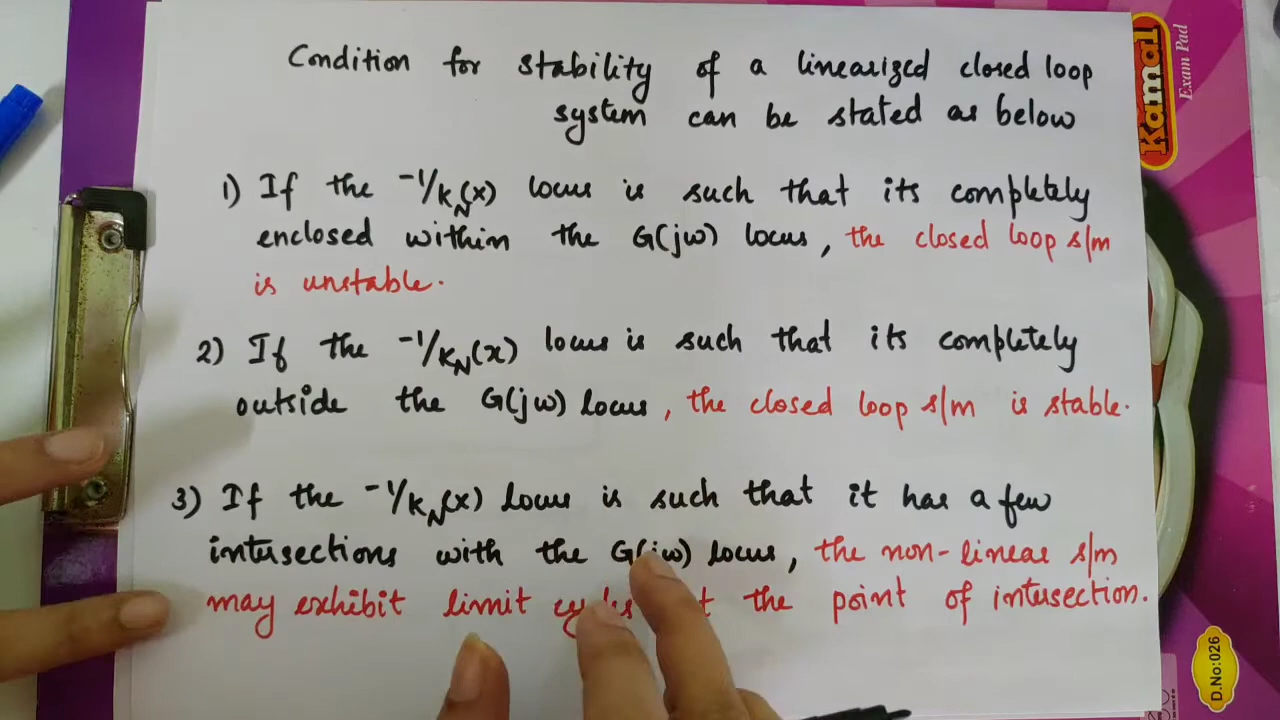 Condition for stability of a linearized closed loop
system can be stated as below
1) If the -1/K_N(x) locus is such that its completely
enclosed within the G(jω) locus, the closed loop s/m
is unstable.
2) If the -1/K_N(x) locus is such that its completely
outside the G(jω) locus, the closed loop s/m is stable.
3) If the -1/K_N(x) locus is such that it has a few
intersections with the G(jω) locus, the non-linear s/m
may exhibit limit the point of intersection.
Kamal
Exam Pad
D.No:026